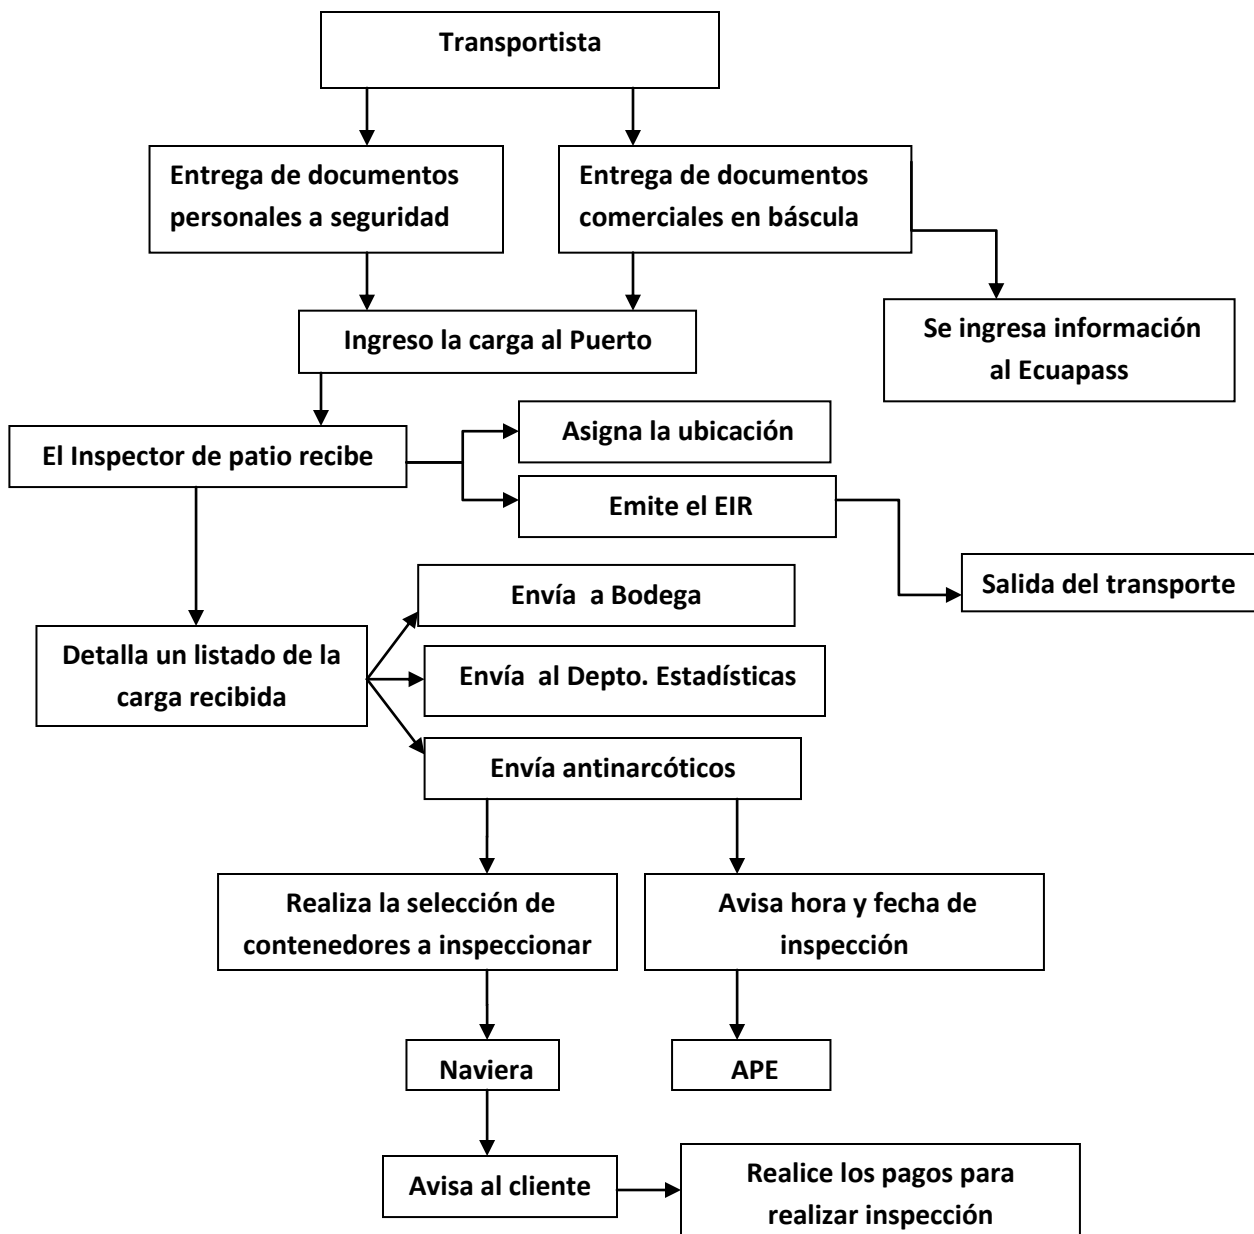 Transportista
Entrega de documentos
personales a seguridad
Entrega de documentos
comerciales en báscula
Ingreso la carga al Puerto
Se ingresa información
al Ecuapass
El Inspector de patio recibe
Asigna la ubicación
Emite el EIR
Salida del transporte
Detalla un listado de la
carga recibida
Envía a Bodega
Envía al Depto. Estadísticas
Envía antinarcóticos
Realiza la selección de
contenedores a inspeccionar
Avisa hora y fecha de
inspección
Naviera
APE
Avisa al cliente
Realice los pagos para
realizar inspección